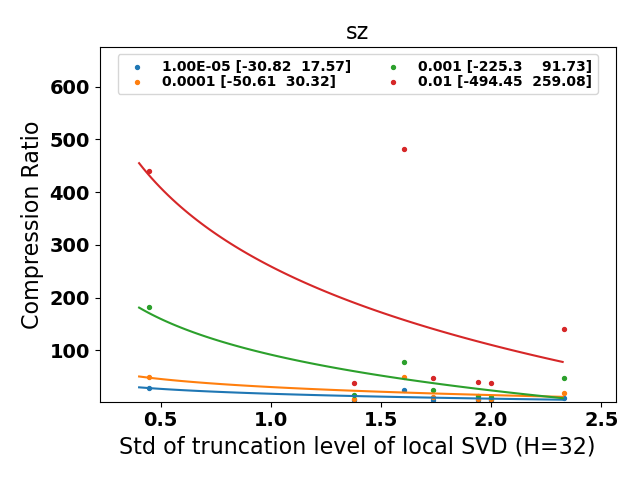 sz
1.00E-05 [-30.82 17.57]
0.0001 [-50.61 30.32]
0.001 [-225.3 91.73]
0.01 [-494.45 259.08]
Compression Ratio
600
500
400
300
200
100
0.5 1.0 1.5 2.0 2.5
Std of truncation level of local SVD (H=32)